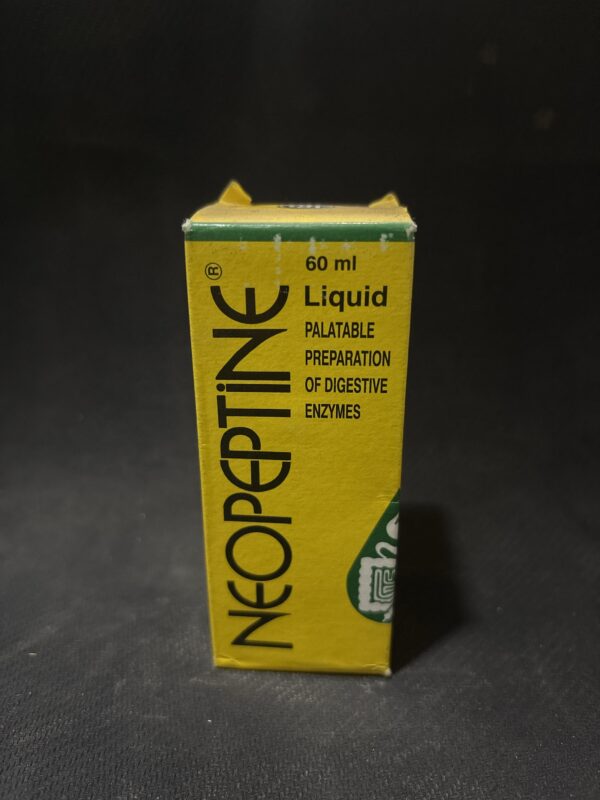 NEOPEPTINE®
60 ml
Liquid
PALATABLE
PREPARATION
OF DIGESTIVE
ENZYMES